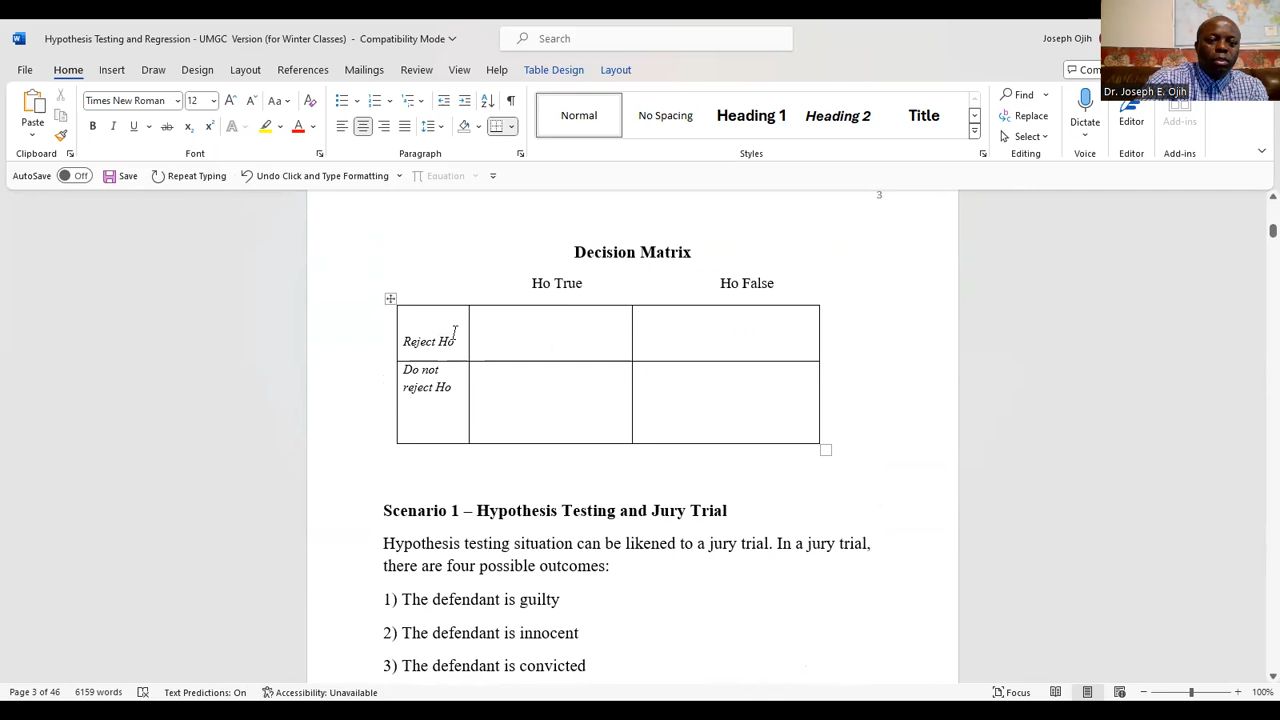 Hypothesis Testing and Regression - UMGC Version (for Winter Classes) - Compatibility Mode
Search
Joseph Ojih
File Home Insert Draw Design Layout References Mailings Review View Help Table Design Layout
Com
Dr. Joseph E. Ojih
Paste
Times New Roman 12
Normal
No Spacing
Heading 1
Heading 2
Title
Find
Replace
Select
Dictate
Editor
Add-ins
Clipboard Font Paragraph Styles Editing Voice Editor Add-ins
AutoSave Off Save Repeat Typing Undo Click and Type Formatting Equation
3
Decision Matrix
Ho True Ho False
Reject Ho
Do not
reject Ho
Scenario 1 – Hypothesis Testing and Jury Trial
Hypothesis testing situation can be likened to a jury trial. In a jury trial,
there are four possible outcomes:
1) The defendant is guilty
2) The defendant is innocent
3) The defendant is convicted
Page 3 of 46 6159 words Text Predictions: On Accessibility: Unavailable Focus 100%